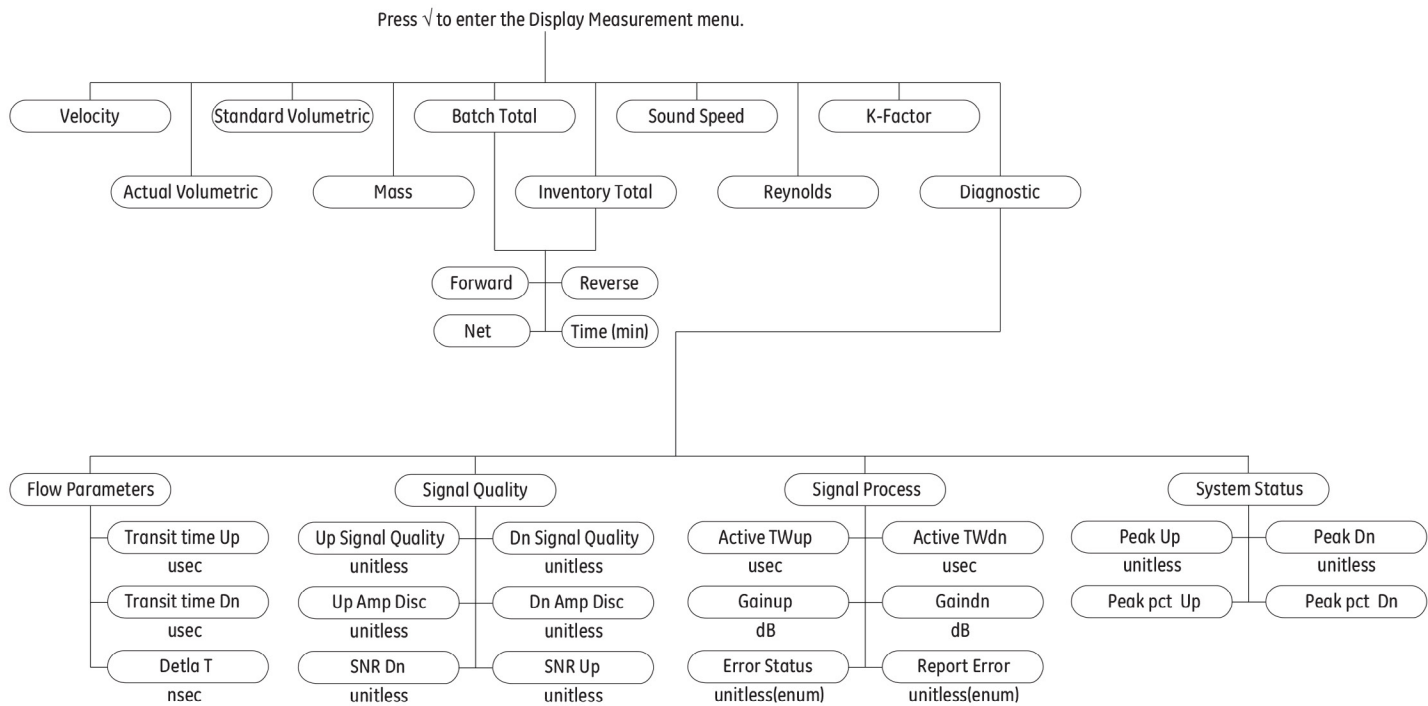 Press √ to enter the Display Measurement menu.
Velocity
Standard Volumetric
Batch Total
Sound Speed
K-Factor
Actual Volumetric
Mass
Inventory Total
Reynolds
Diagnostic
Forward
Reverse
Net
Time (min)
Flow Parameters
Transit time Up
usec
Transit time Dn
usec
Detla T
nsec
Signal Quality
Up Signal Quality
unitless
Dn Signal Quality
unitless
Up Amp Disc
unitless
Dn Amp Disc
unitless
SNR Dn
unitless
SNR Up
unitless
Signal Process
Active TWup
usec
Active TWdn
usec
Gainup
dB
Gaindn
dB
Error Status
unitless(enum)
Report Error
unitless(enum)
System Status
Peak Up
unitless
Peak Dn
unitless
Peak pct Up
Peak pct Dn